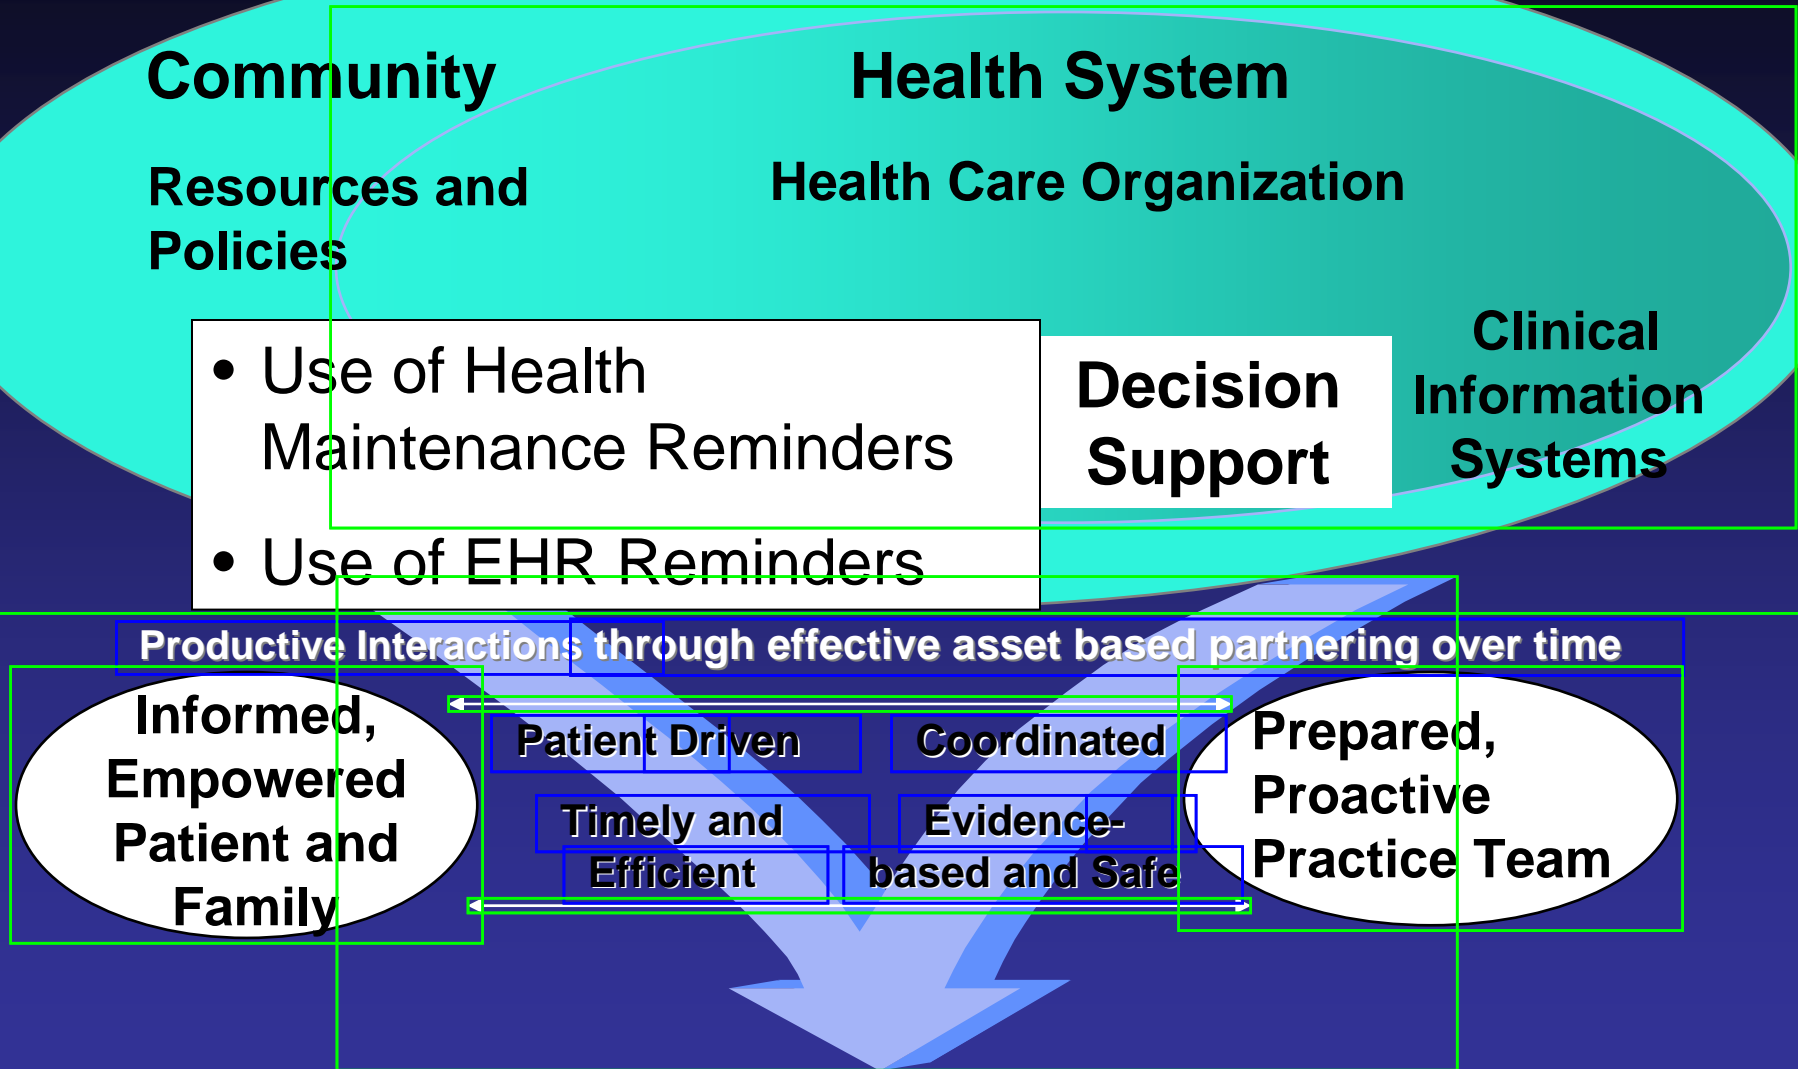 Community
Health System
Resources and
Policies
Health Care Organization
• Use of Health
Maintenance Reminders
• Use of EHR Reminders
Decision
Support
Clinical
Information
Systems
Productive Interactions through effective asset based partnering over time
Informed,
Empowered
Patient and
Family
Patient Driven
Coordinated
Timely and
Efficient
Evidence-
based and Safe
Prepared,
Proactive
Practice Team